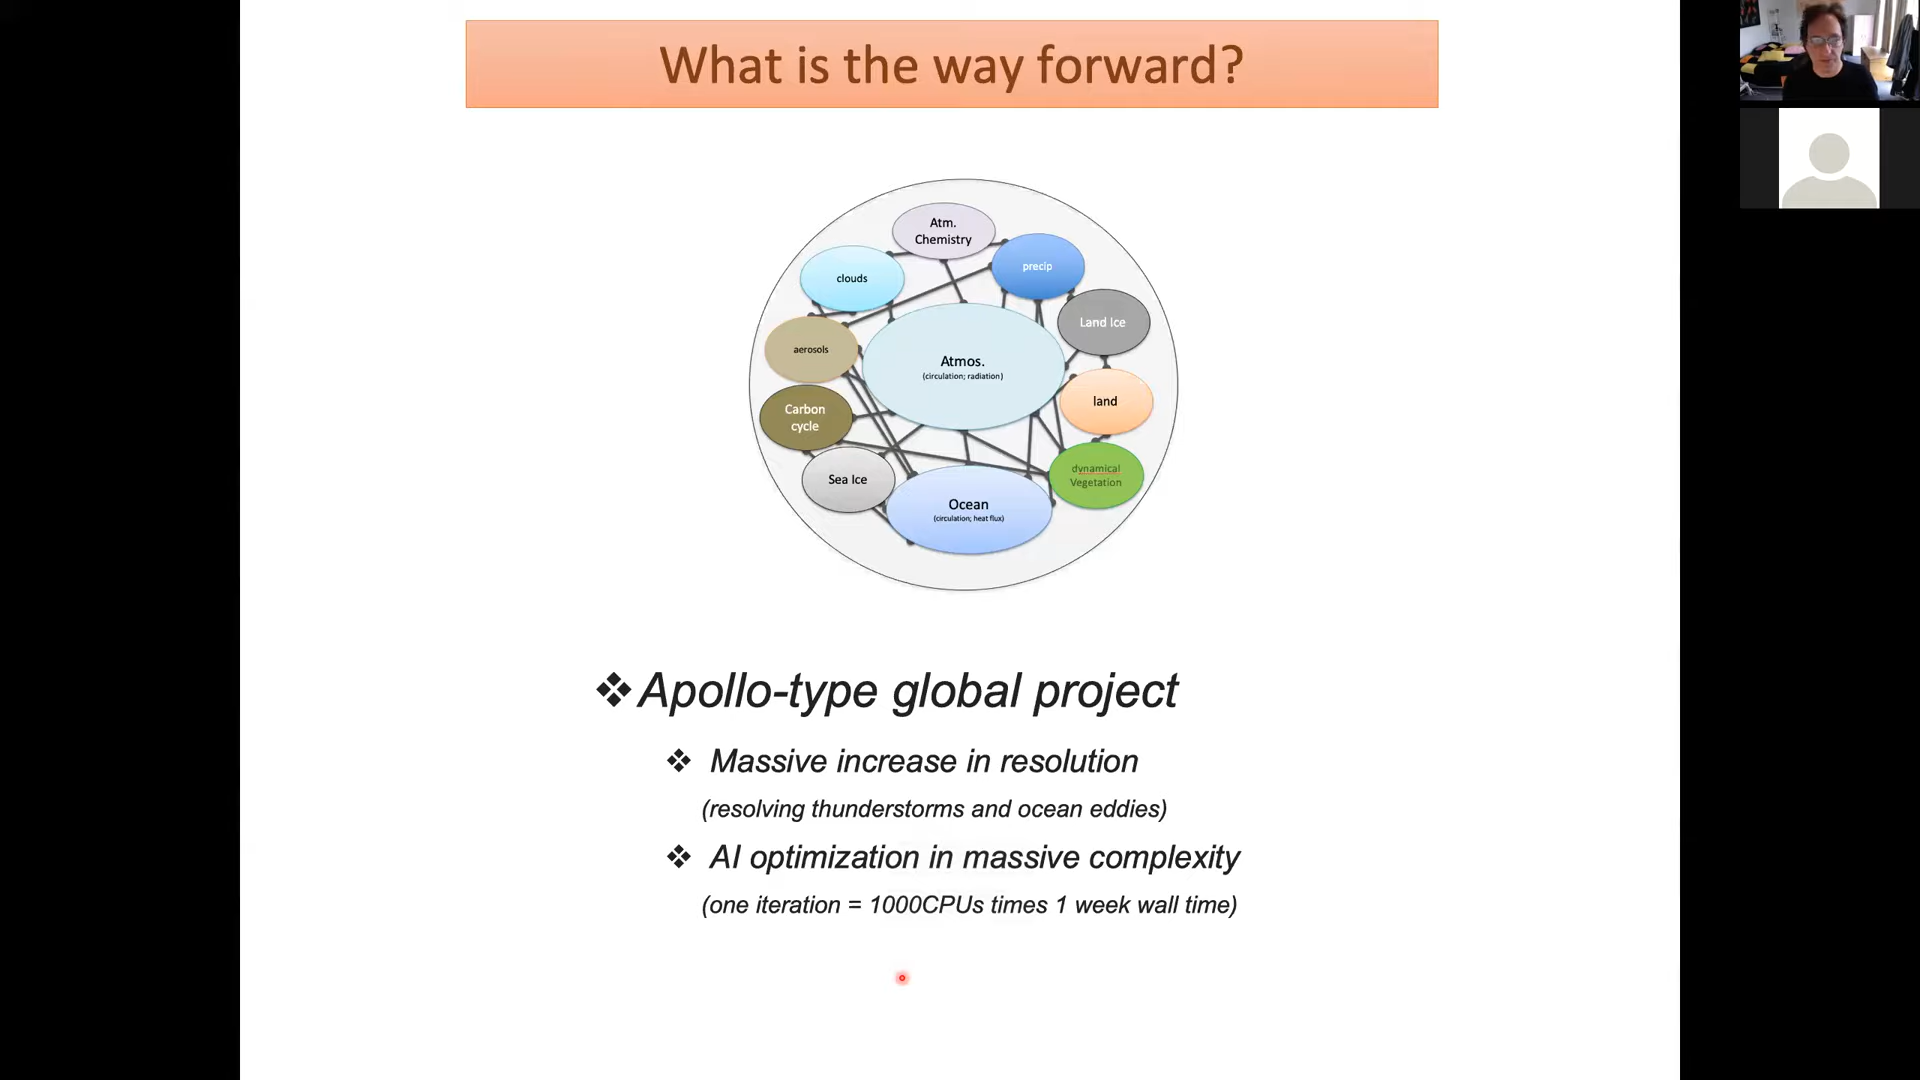 What is the way forward?
Atm.
Chemistry
precip
clouds
Land Ice
aerosols
Atmos.
(circulation; radiation)
land
Carbon
cycle
dynamical
Vegetation
Sea Ice
Ocean
(circulation; heat flux)
❖Apollo-type global project
❖ Massive increase in resolution
(resolving thunderstorms and ocean eddies)
❖ AI optimization in massive complexity
(one iteration = 1000CPUs times 1 week wall time)